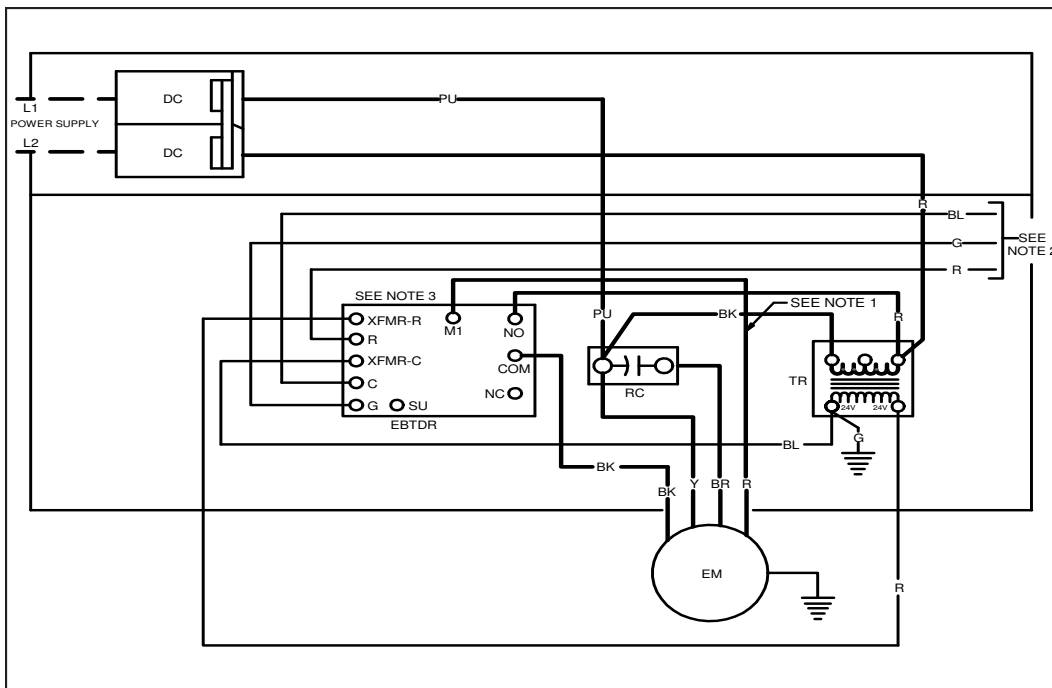 DC
PU
L1
POWER SUPPLY
L2
DC
R
BL
G
SEE
NOTE 2
R
SEE NOTE 3
SEE NOTE 1
XFMR-R
M1
NO
PU
BK
R
R
XFMR-C
COM
TR
C
NC
RC
G
SU
24V
24V
EBTDR
BL
G
BK
BK
Y
BR
R
EM
R